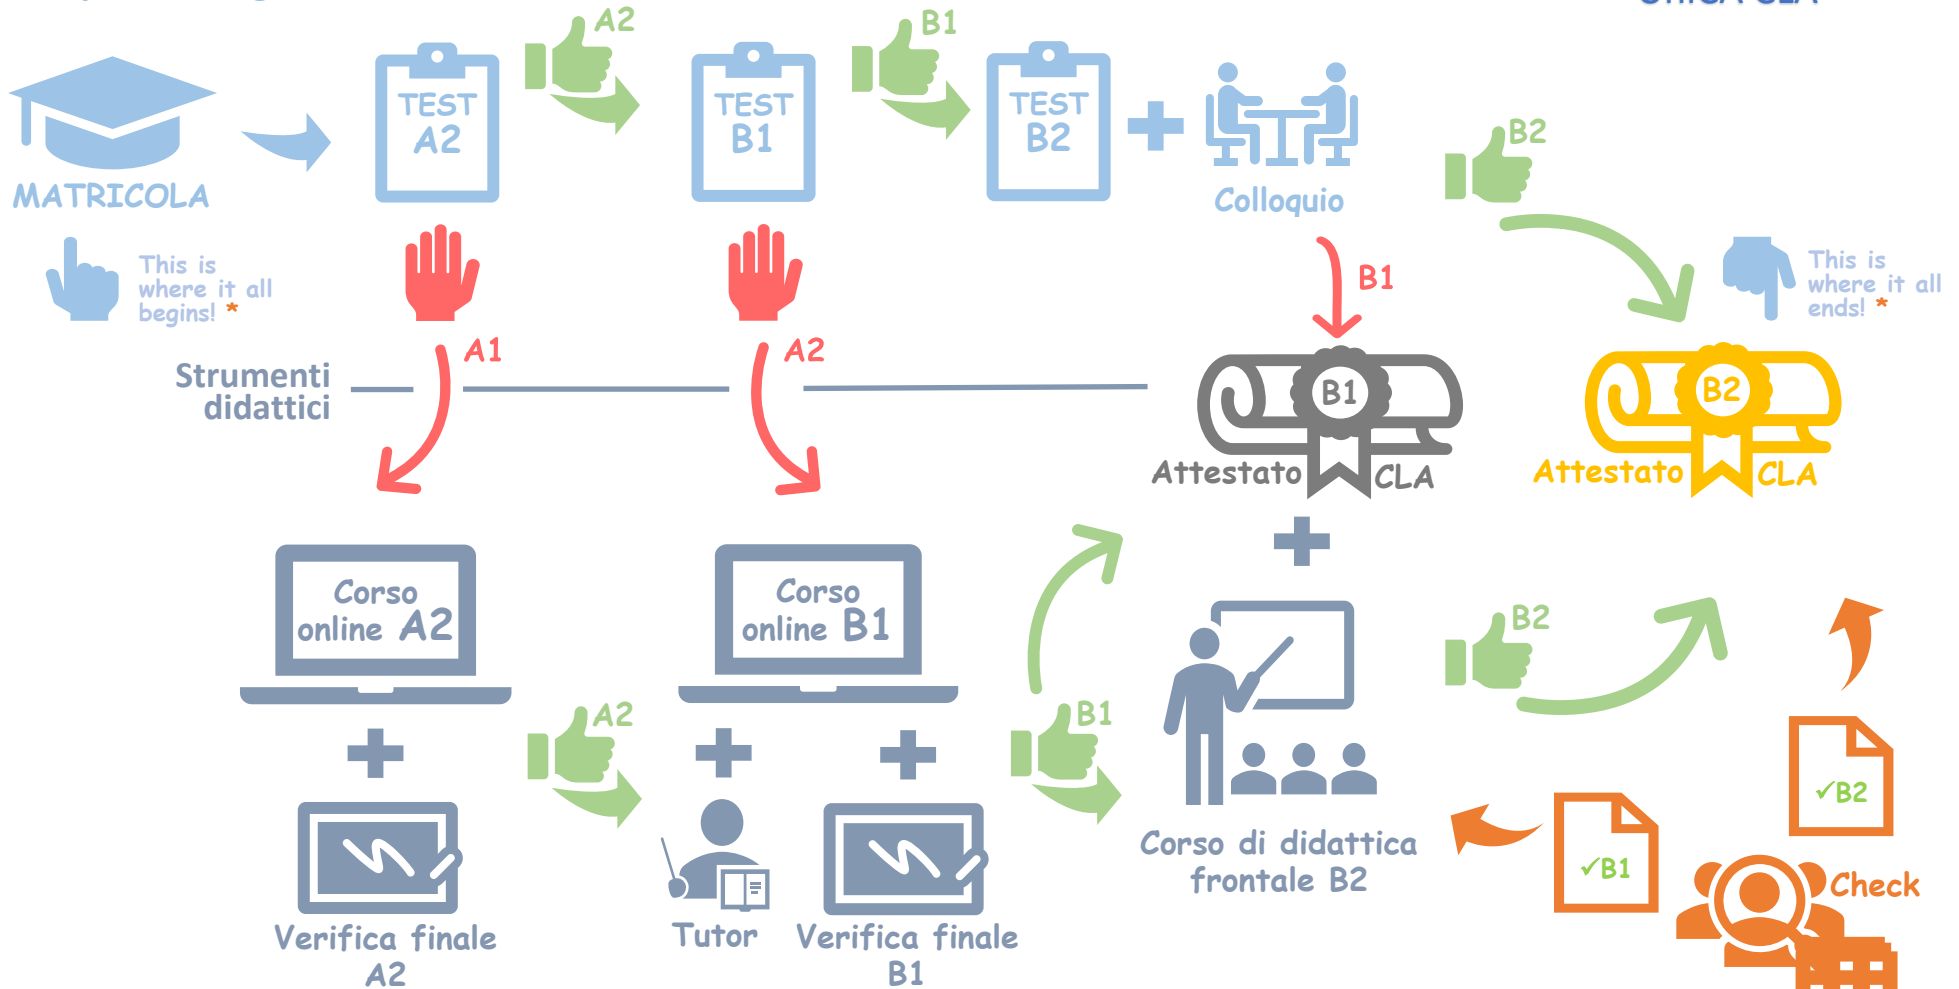 A2
B1
TEST
A2
TEST
B1
TEST
B2
B2
MATRICOLA
Colloquio
This is
where it all
begins! *
This is
where it all
ends! *
B1
A1
A2
Strumenti
didattici
B1
B2
Attestato
CLA
Attestato
CLA
Corso
online A2
Corso
online B1
B2
A2
B1
✓B2
Corso di didattica
frontale B2
✓B1
Check
Verifica finale
A2
Tutor
Verifica finale
B1